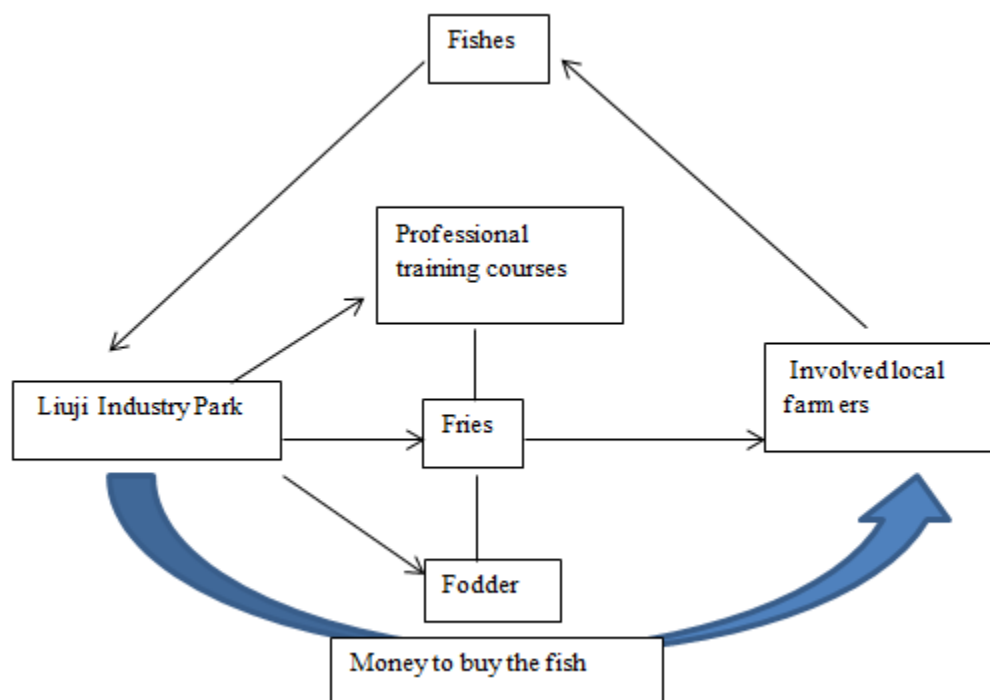 Fishes
Professional
training courses
Liuji Industry Park
Fries
Involved local
farmers
Fodder
Money to buy the fish